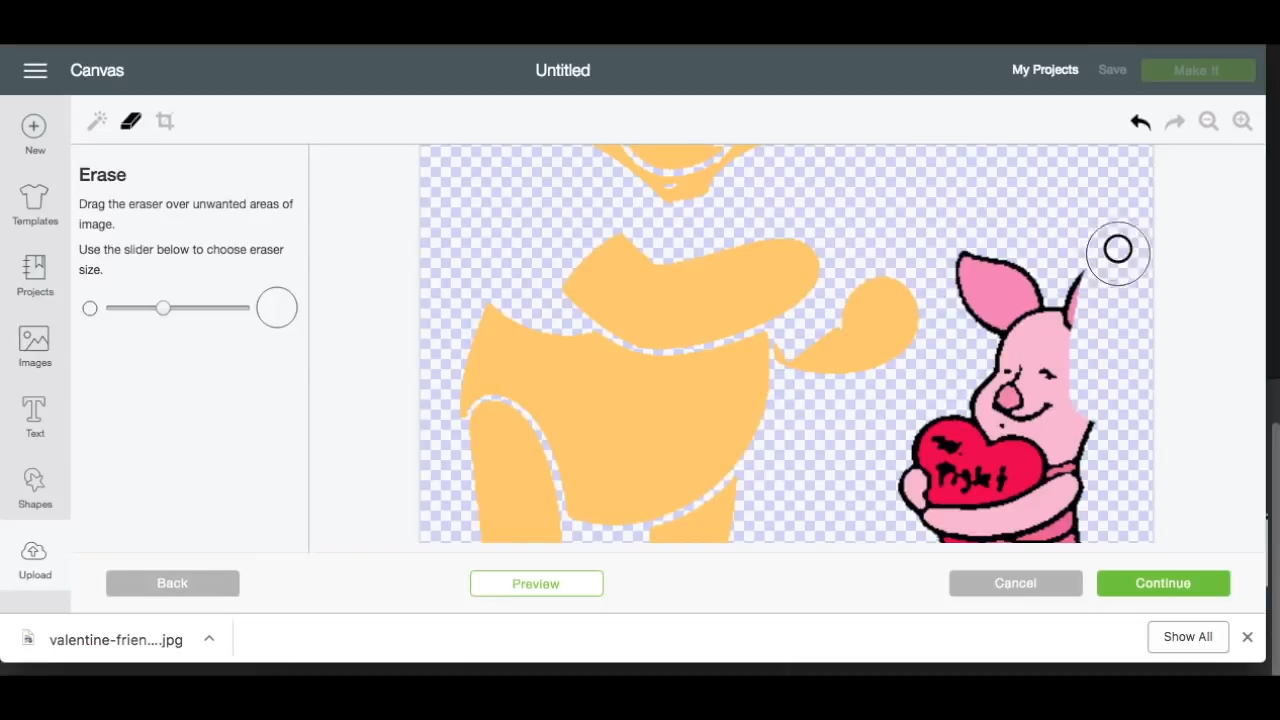 Canvas
Untitled
My Projects
Save
Make It
New
Templates
Projects
Images
Text
Shapes
Upload
Erase
Drag the eraser over unwanted areas of
image.
Use the slider below to choose eraser
size.
Back
Preview
Cancel
Continue
valentine-frien....jpg
Show All